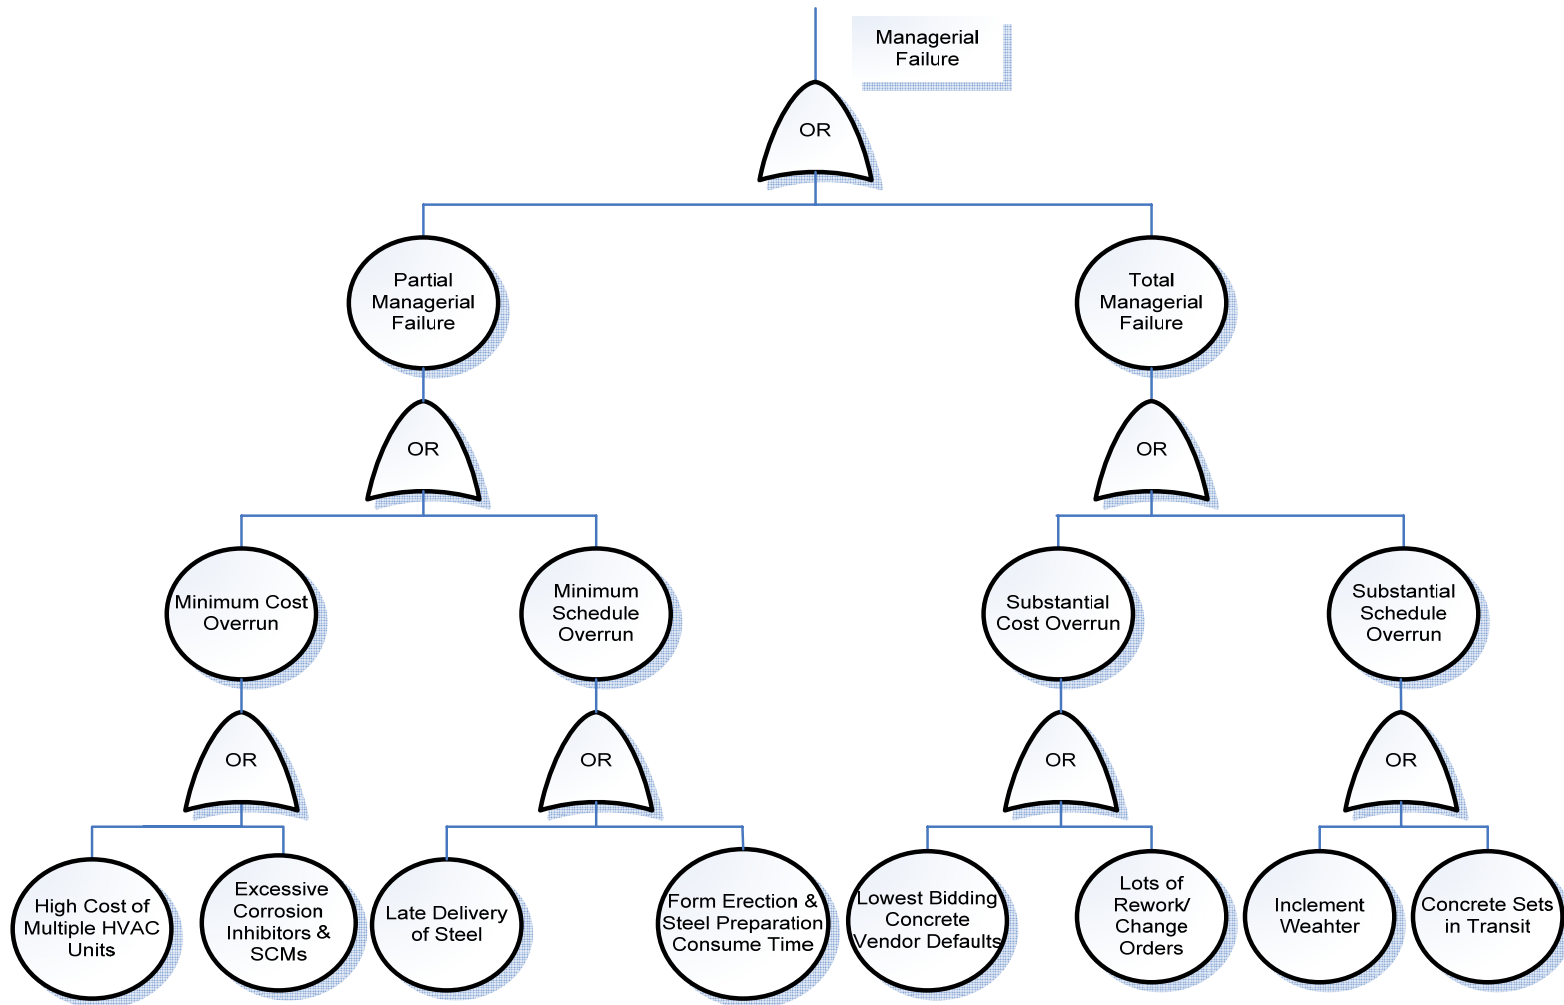 Managerial
Failure
OR
Partial
Managerial
Failure
Total
Managerial
Failure
OR
OR
Minimum Cost
Overrun
Minimum
Schedule
Overrun
Substantial
Cost Overrun
Substantial
Schedule
Overrun
OR
OR
OR
OR
High Cost of
Multiple HVAC
Units
Excessive
Corrosion
Inhibitors &
SCMs
Late Delivery
of Steel
Form Erection &
Steel Preparation
Consume Time
Lowest Bidding
Concrete
Vendor Defaults
Lots of
Rework/
Change
Orders
Inclement
Weahter
Concrete Sets
in Transit